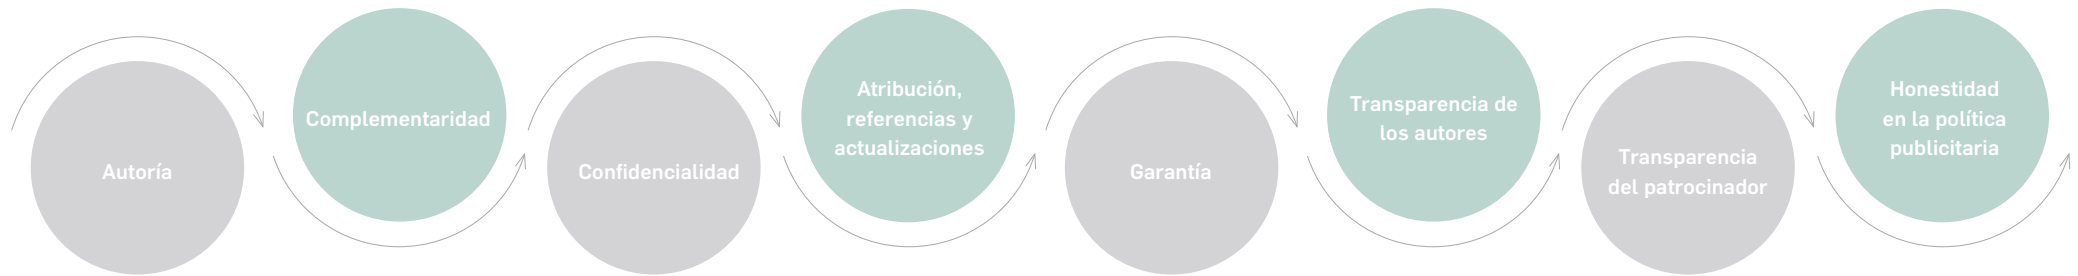 Autoría
Complementaridad
Confidencialidad
Atribución,
referencias y
actualizaciones
Garantía
Transparencia de
los autores
Transparencia
del patrocinador
Honestidad
en la política
publicitaria